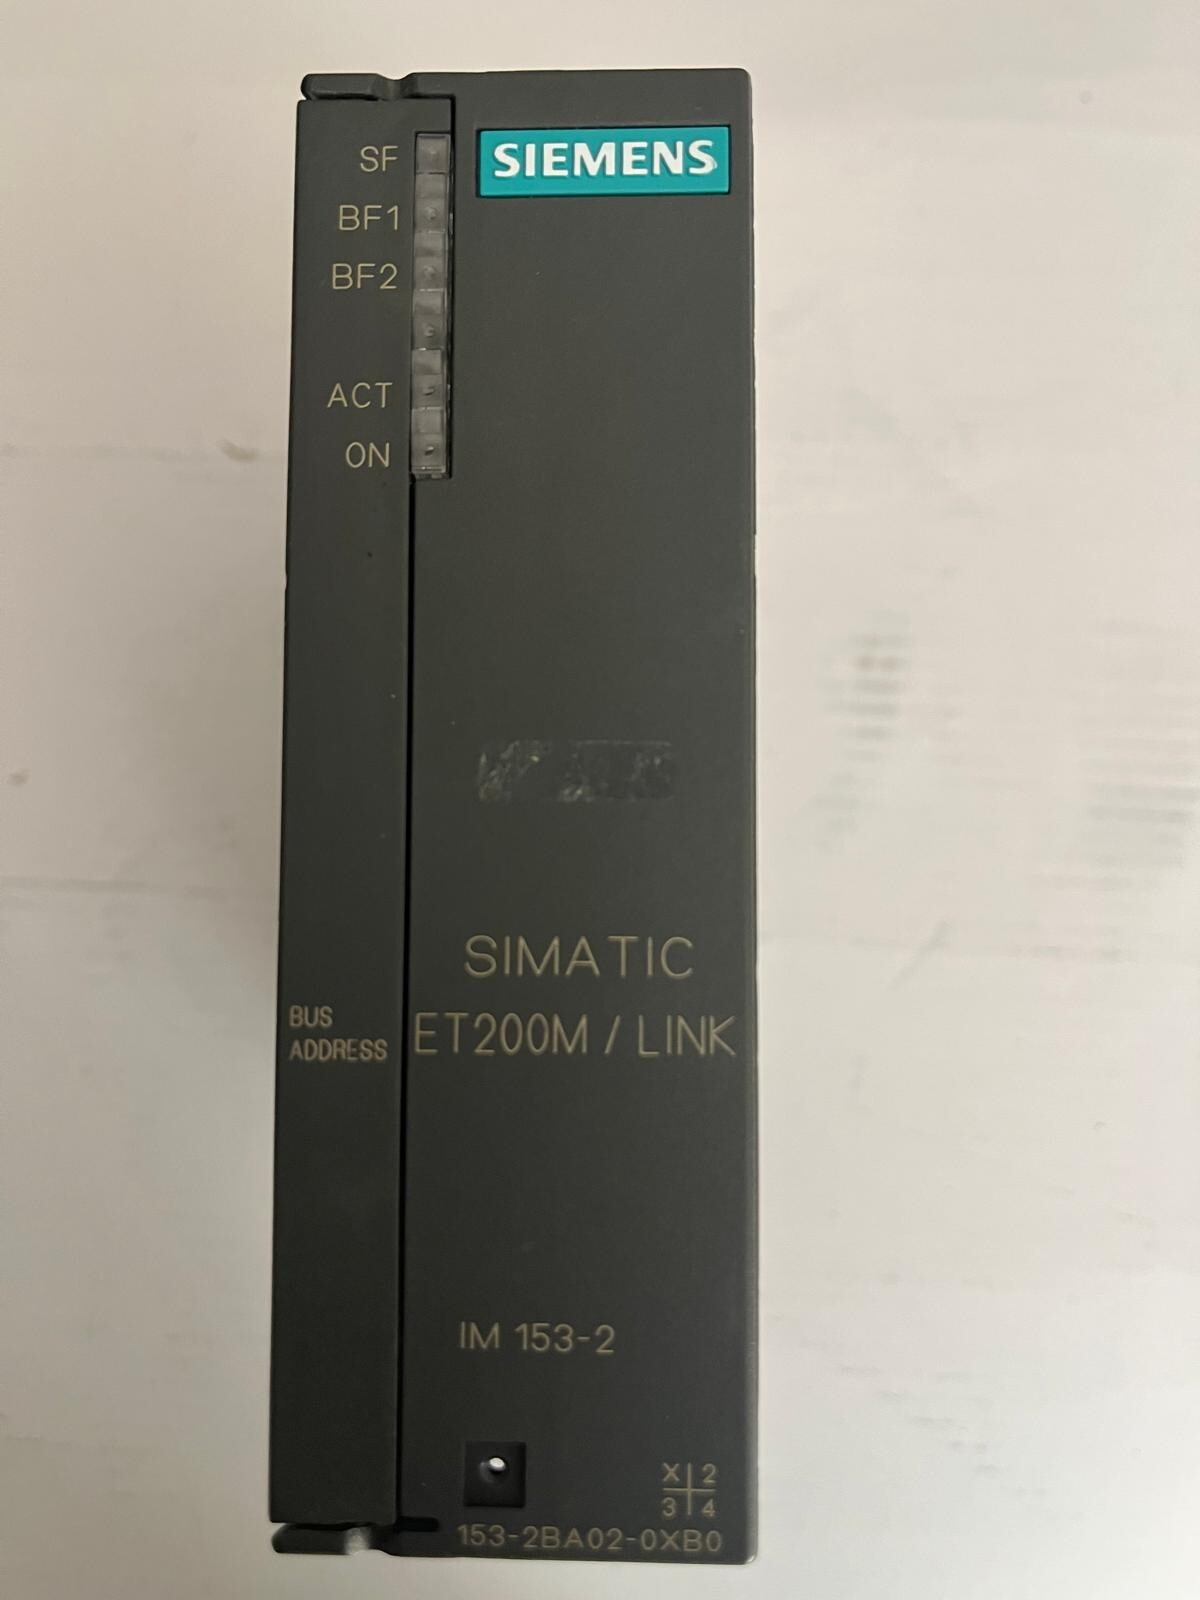 SIEMENS
SF
BF1
BF2
ACT
ON
SIMATIC
ET200M / LINK
BUS
ADDRESS
IM 153-2
X 2
3 4
153-2BA02-0XB0